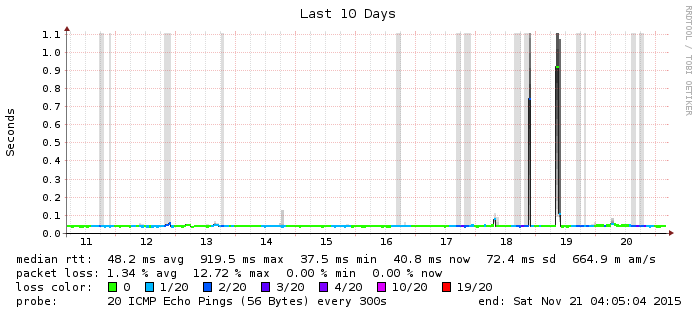 Last 10 Days
RRDTOOL / TOBI OETIKER
Seconds
1.1
1.0
0.9
0.8
0.7
0.6
0.5
0.4
0.3
0.2
0.1
0.0
11 12 13 14 15 16 17 18 19 20
median rtt: 48.2 ms avg 919.5 ms max 37.5 ms min 40.8 ms now 72.4 ms sd 664.9 m am/s
packet loss: 1.34 % avg 12.72 % max 0.00 % min 0.00 % now
loss color: 0 1/20 2/20 3/20 4/20 10/20 19/20
probe: 20 ICMP Echo Pings (56 Bytes) every 300s end: Sat Nov 21 04:05:04 2015